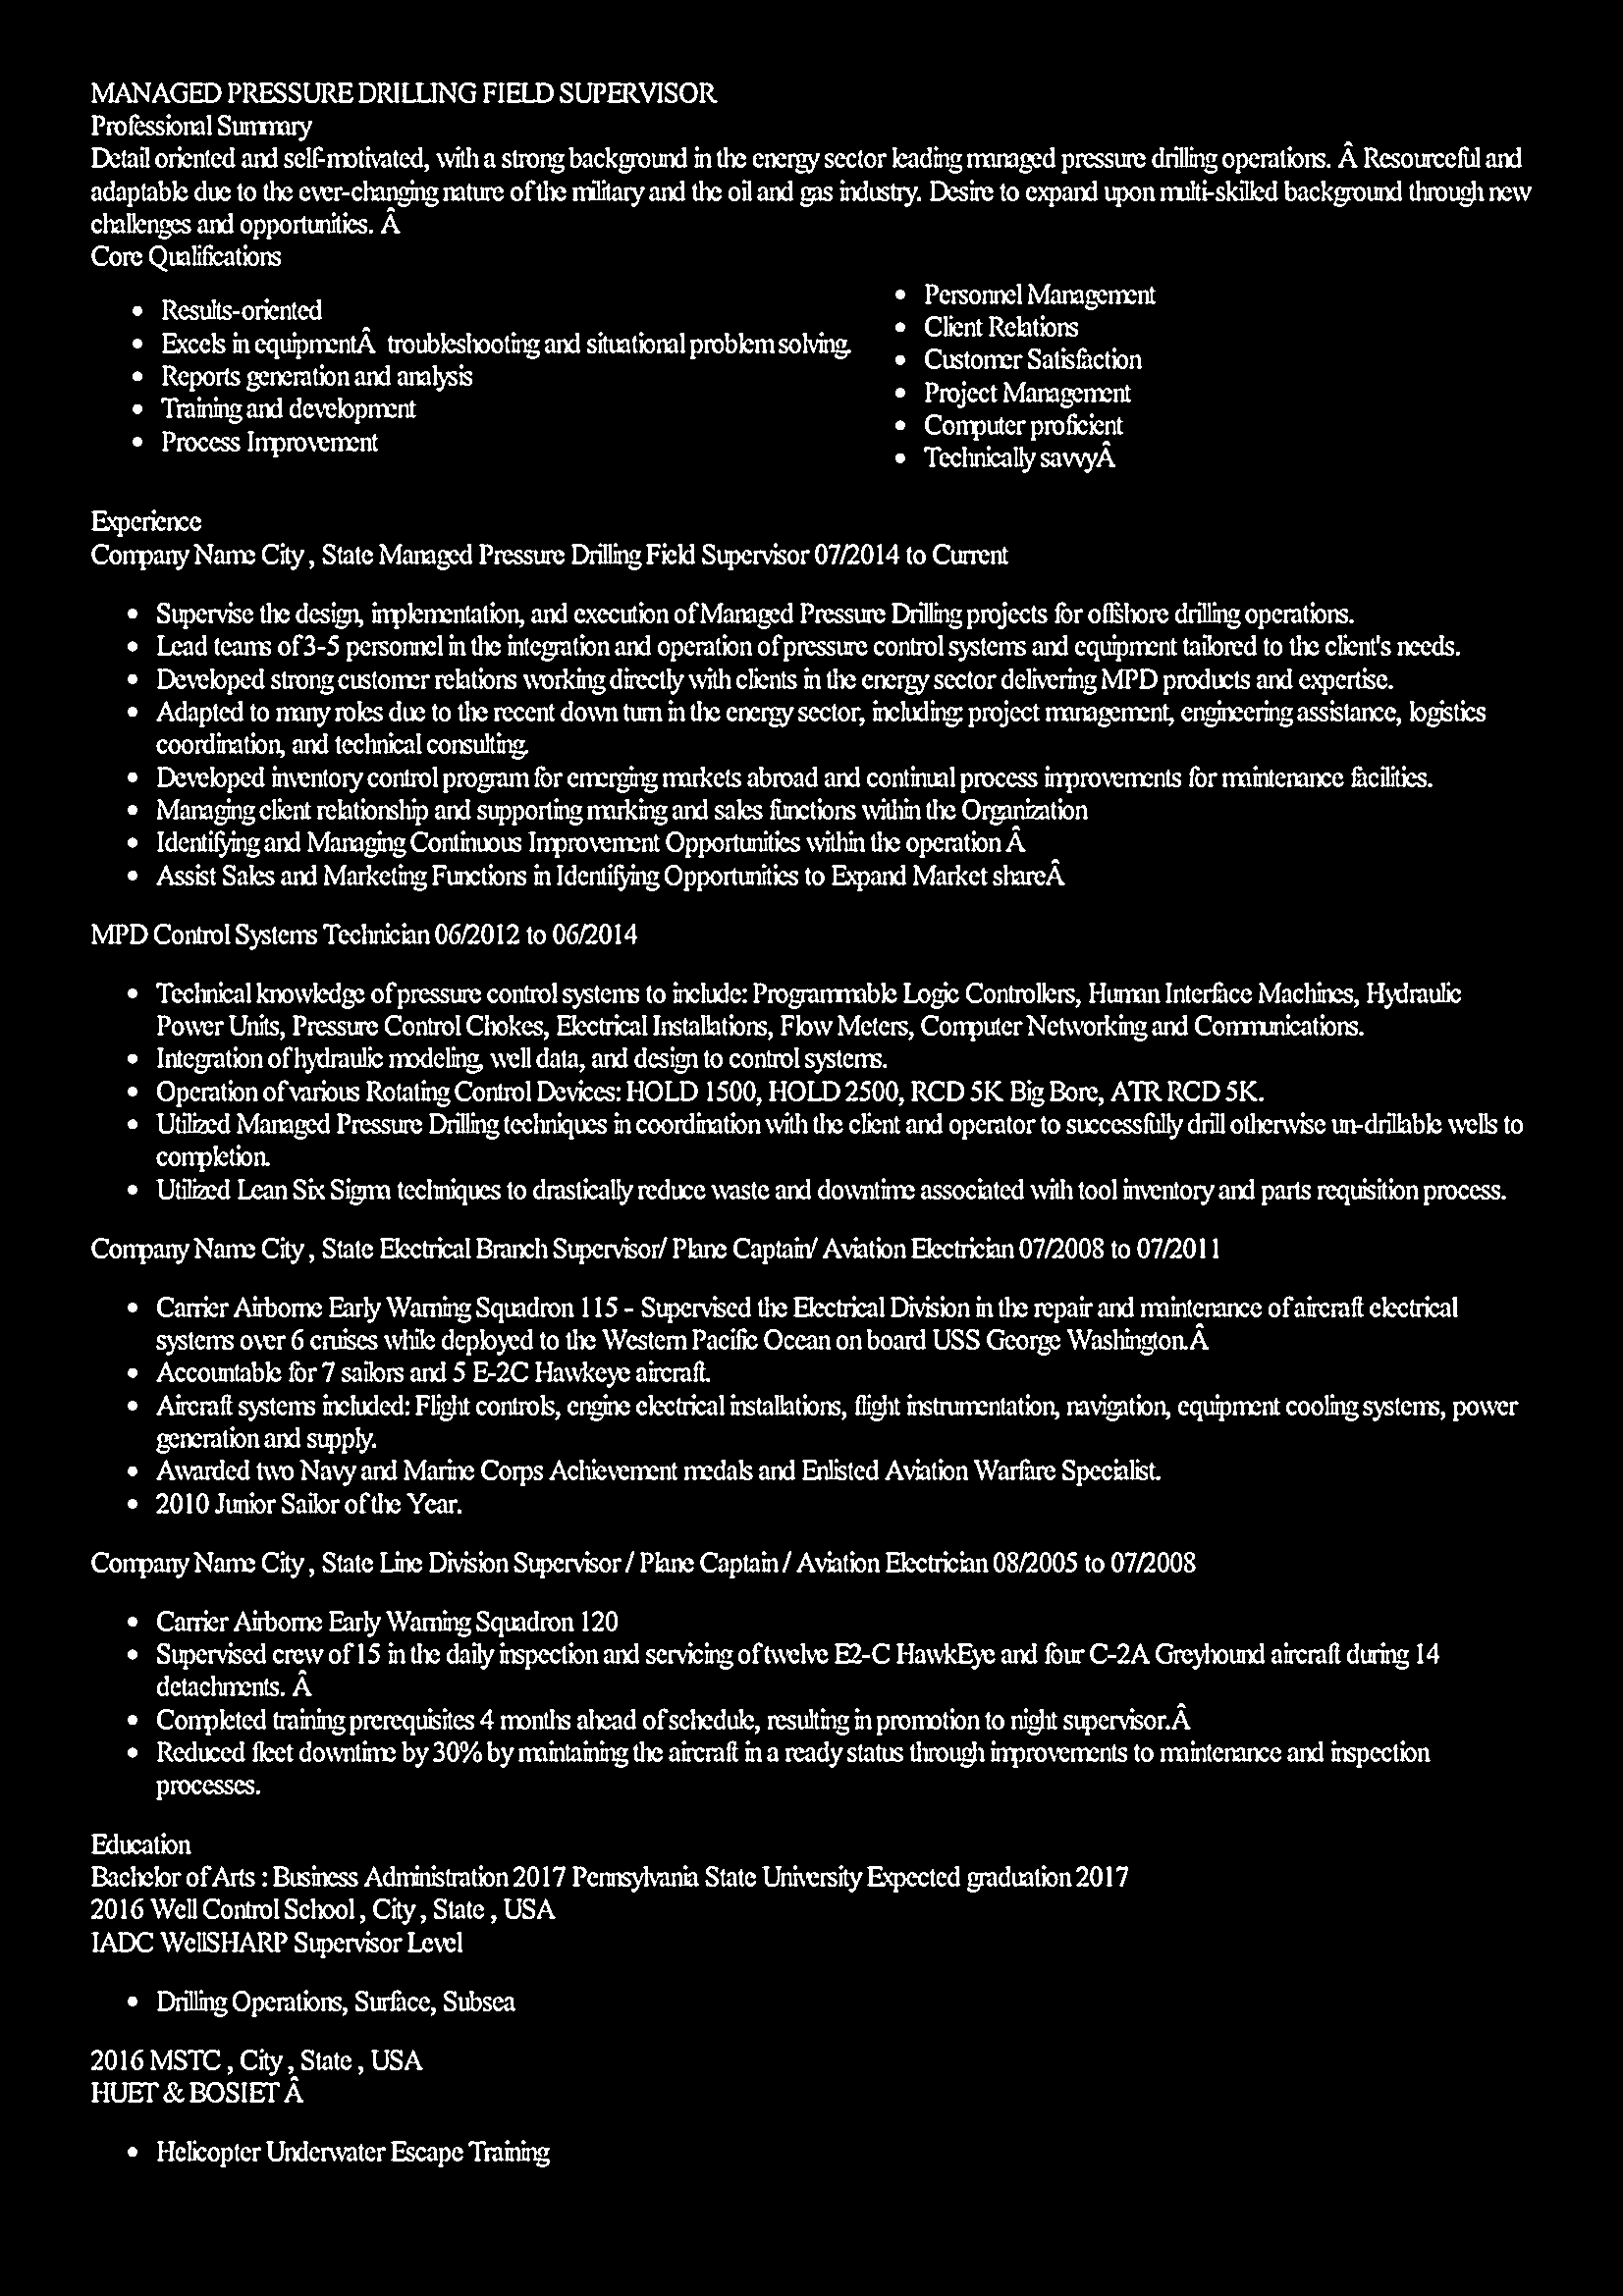 MANAGED PRESSURE DRILLING FIELD SUPERVISOR
Professional Summary
Detail oriented and self-motivated, with a strong background in the energy sector leading managed pressure drilling operations. Â Resourceful and
adaptable due to the ever-changing nature of the military and the oil and gas industry. Desire to expand upon multi-skilled background through new
challenges and opportunities. Â
Core Qualifications
• Results-oriented
• Excels in equipmentÂ  troubleshooting and situational problem solving.
• Reports generation and analysis
• Training and development
• Process Improvement
• Personnel Management
• Client Relations
• Customer Satisfaction
• Project Management
• Computer proficient
• Technically savvyÂ
Experience
Company Name City , State Managed Pressure Drilling Field Supervisor 07/2014 to Current
• Supervise the design, implementation, and execution of Managed Pressure Drilling projects for offshore drilling operations.
• Lead teams of 3-5 personnel in the integration and operation of pressure control systems and equipment tailored to the client's needs.
• Developed strong customer relations working directly with clients in the energy sector delivering MPD products and expertise.
• Adapted to many roles due to the recent down turn in the energy sector, including: project management, engineering assistance, logistics
coordination, and technical consulting.
• Developed inventory control program for emerging markets abroad and continual process improvements for maintenance facilities.
• Managing client relationship and supporting marking and sales functions within the Organization
• Identifying and Managing Continuous Improvement Opportunities within the operation Â
• Assist Sales and Marketing Functions in Identifying Opportunities to Expand Market shareÂ
MPD Control Systems Technician 06/2012 to 06/2014
• Technical knowledge of pressure control systems to include: Programmable Logic Controllers, Human Interface Machines, Hydraulic
Power Units, Pressure Control Chokes, Electrical Installations, Flow Meters, Computer Networking and Communications.
• Integration of hydraulic modeling, well data, and design to control systems.
• Operation of various Rotating Control Devices: HOLD 1500, HOLD 2500, RCD 5K Big Bore, ATR RCD 5K.
• Utilized Managed Pressure Drilling techniques in coordination with the client and operator to successfully drill otherwise un-drillable wells to
completion.
• Utilized Lean Six Sigma techniques to drastically reduce waste and downtime associated with tool inventory and parts requisition process.
Company Name City , State Electrical Branch Supervisor/ Plane Captain/ Aviation Electrician 07/2008 to 07/2011
• Carrier Airborne Early Warning Squadron 115 - Supervised the Electrical Division in the repair and maintenance of aircraft electrical
systems over 6 cruises while deployed to the Western Pacific Ocean on board USS George Washington.Â
• Accountable for 7 sailors and 5 E-2C Hawkeye aircraft.
• Aircraft systems included: Flight controls, engine electrical installations, flight instrumentation, navigation, equipment cooling systems, power
generation and supply.
• Awarded two Navy and Marine Corps Achievement medals and Enlisted Aviation Warfare Specialist.
• 2010 Junior Sailor of the Year.
Company Name City , State Line Division Supervisor / Plane Captain / Aviation Electrician 08/2005 to 07/2008
• Carrier Airborne Early Warning Squadron 120
• Supervised crew of 15 in the daily inspection and servicing of twelve E2-C HawkEye and four C-2A Greyhound aircraft during 14
detachments. Â
• Completed training prerequisites 4 months ahead of schedule, resulting in promotion to night supervisor.Â
• Reduced fleet downtime by 30% by maintaining the aircraft in a ready status through improvements to maintenance and inspection
processes.
Education
Bachelor of Arts : Business Administration 2017 Pennsylvania State University Expected graduation 2017
2016 Well Control School , City , State , USA
IADC WellSHARP Supervisor Level
• Drilling Operations, Surface, Subsea
2016 MSTC , City , State , USA
HUET & BOSIET Â
• Helicopter Underwater Escape Training